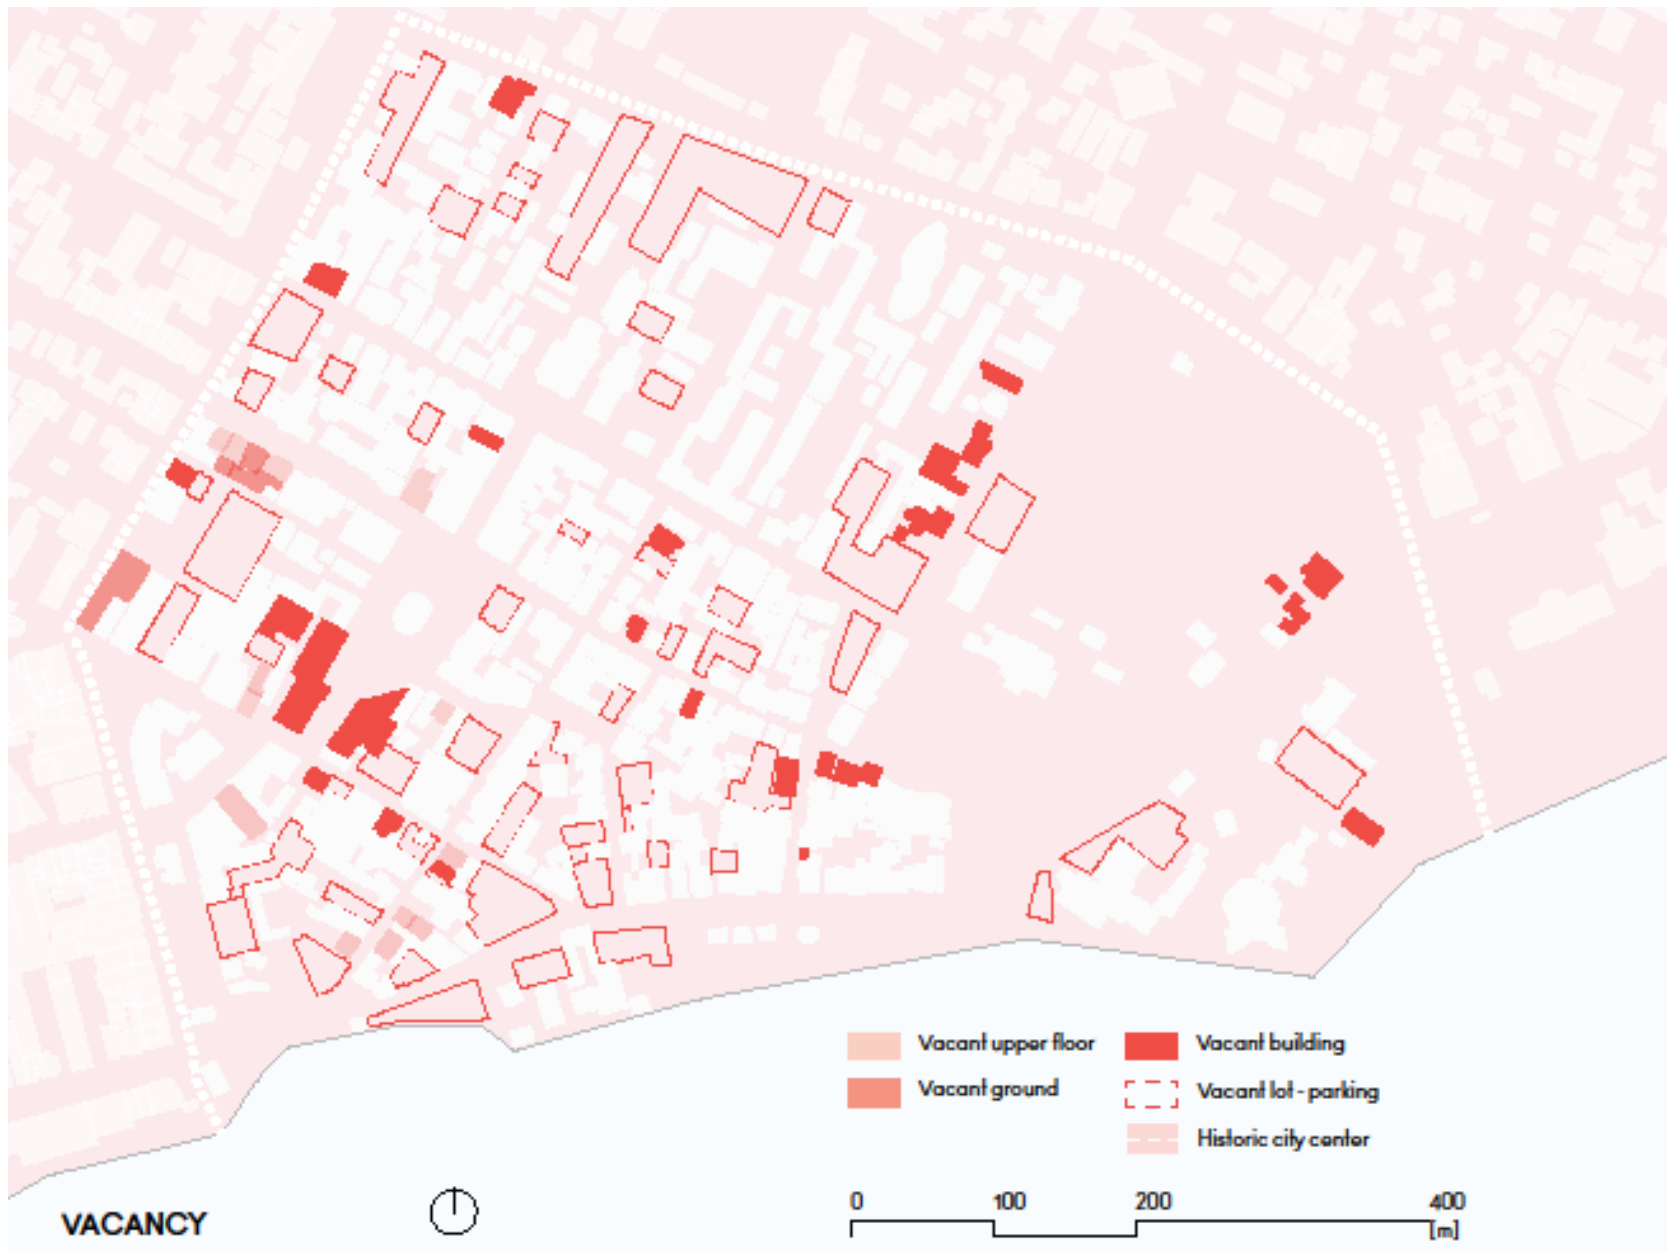 Vacant upper floor
Vacant building
Vacant ground
Vacant lot - parking
Historic city center
0 100 200 400
[m]
VACANCY